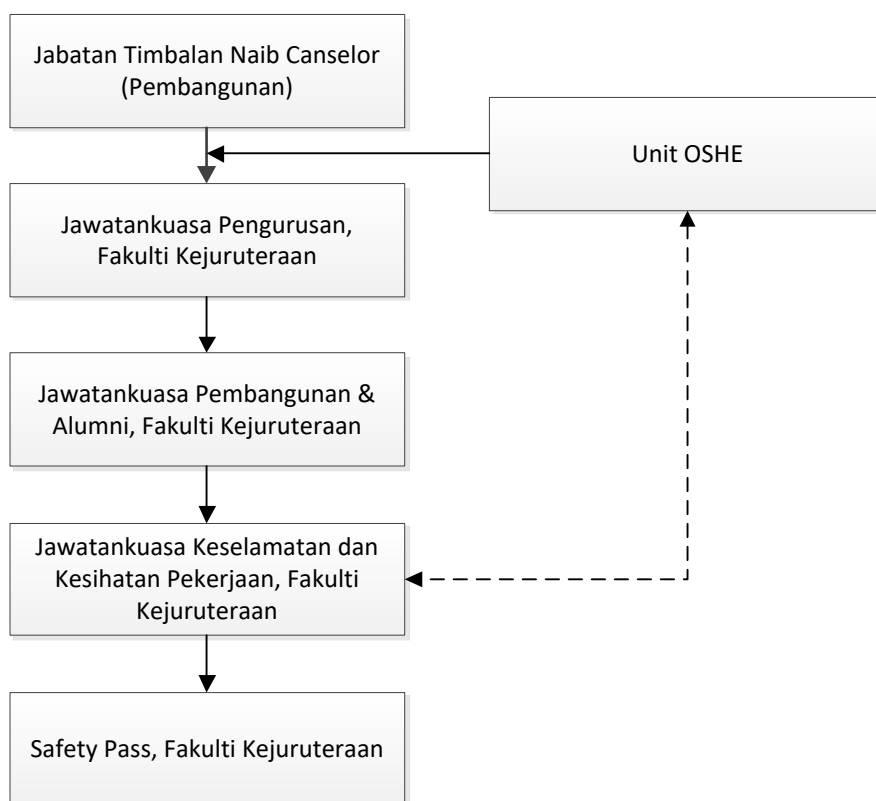 Jabatan Timbalan Naib Canselor
(Pembangunan)
Unit OSHE
Jawatankuasa Pengurusan,
Fakulti Kejuruteraan
Jawatankuasa Pembangunan &
Alumni, Fakulti Kejuruteraan
Jawatankuasa Keselamatan dan
Kesihatan Pekerjaan, Fakulti
Kejuruteraan
Safety Pass, Fakulti Kejuruteraan